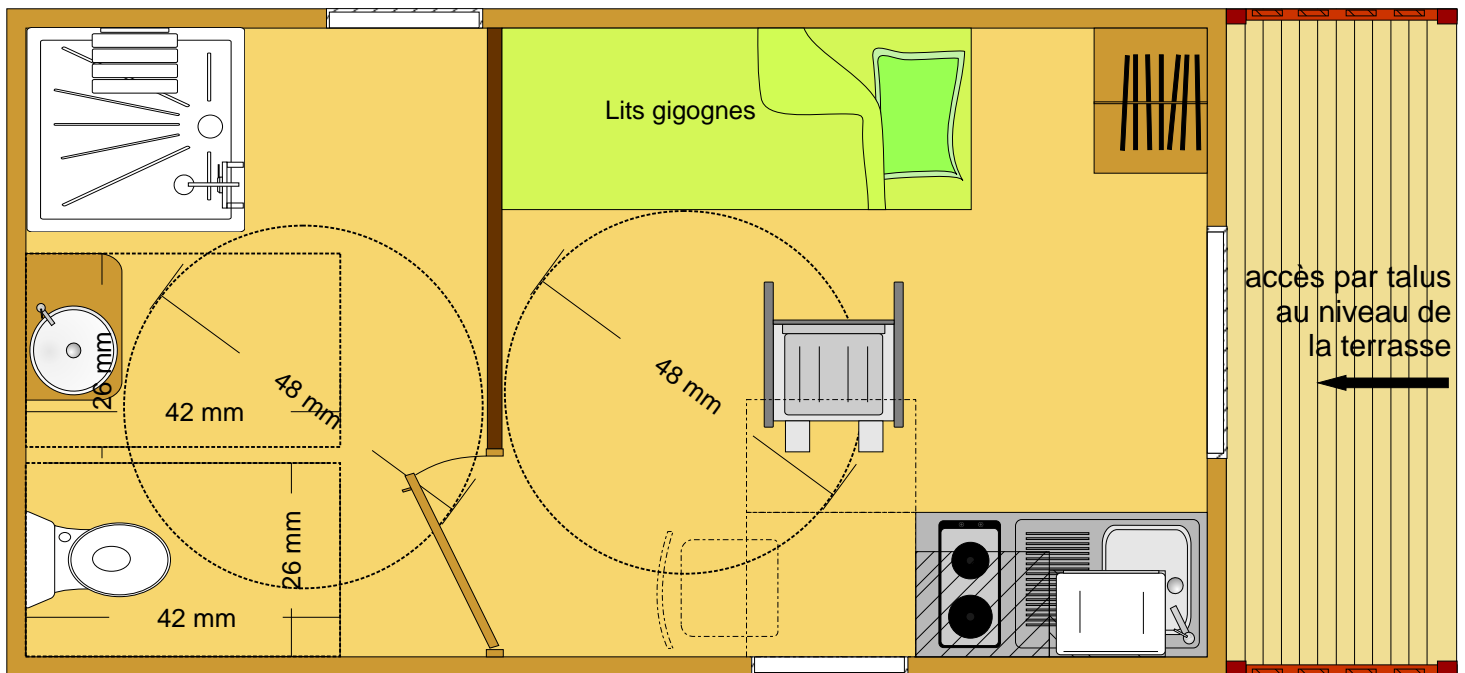 Lits gigognes
accès par talus
au niveau de
la terrasse
48 mm
48 mm
26 mm
42 mm
26 mm
42 mm